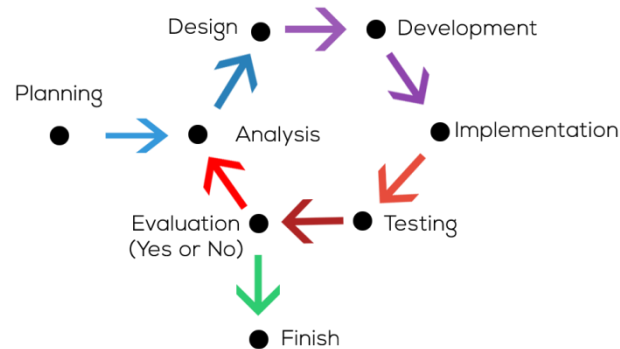 Design
Development
Planning
Analysis
Implementation
Evaluation
(Yes or No)
Testing
Finish